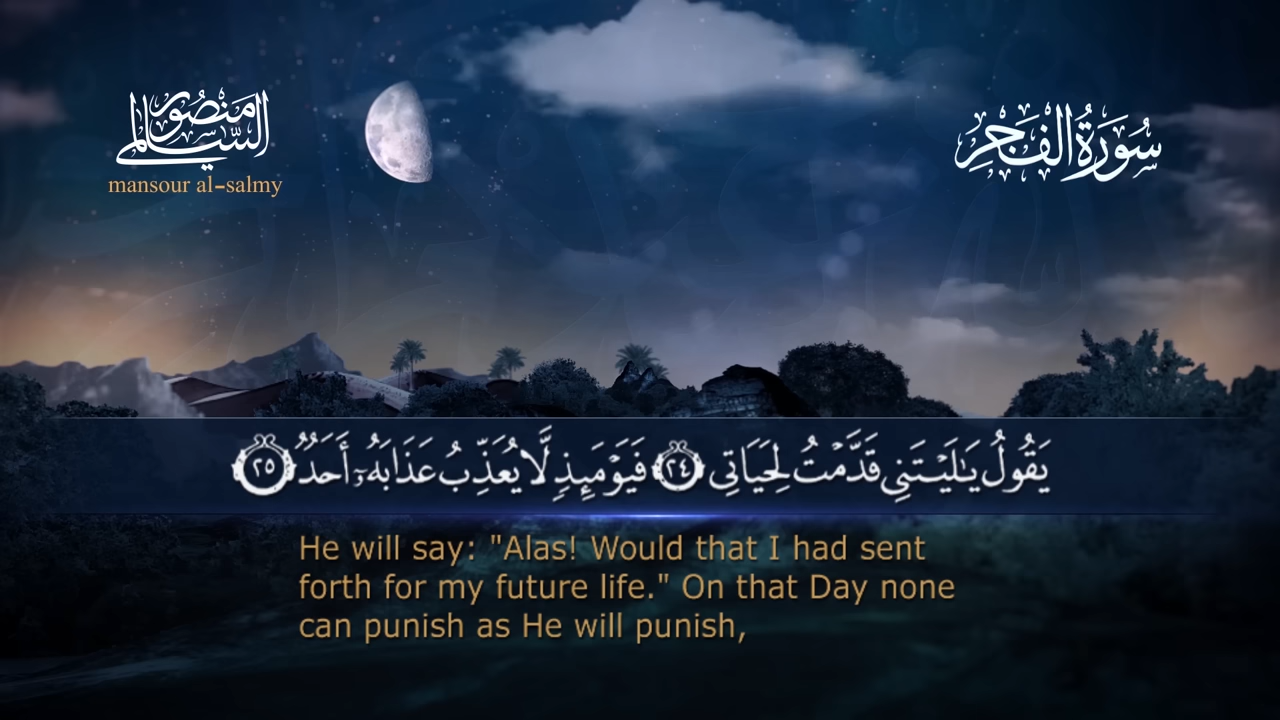 منصور السالمي
mansour al-salmy
سُورَةُ الفَجْرِ
يَقُولُ يَٰلَيْتَنِي قَدَّمْتُ لِحَيَاتِي ٢٤ فَيَوْمَئِذٍ لَّا يُعَذِّبُ عَذَابَهُۥٓ أَحَدٌ ٢٥
He will say: "Alas! Would that I had sent
forth for my future life." On that Day none
can punish as He will punish,